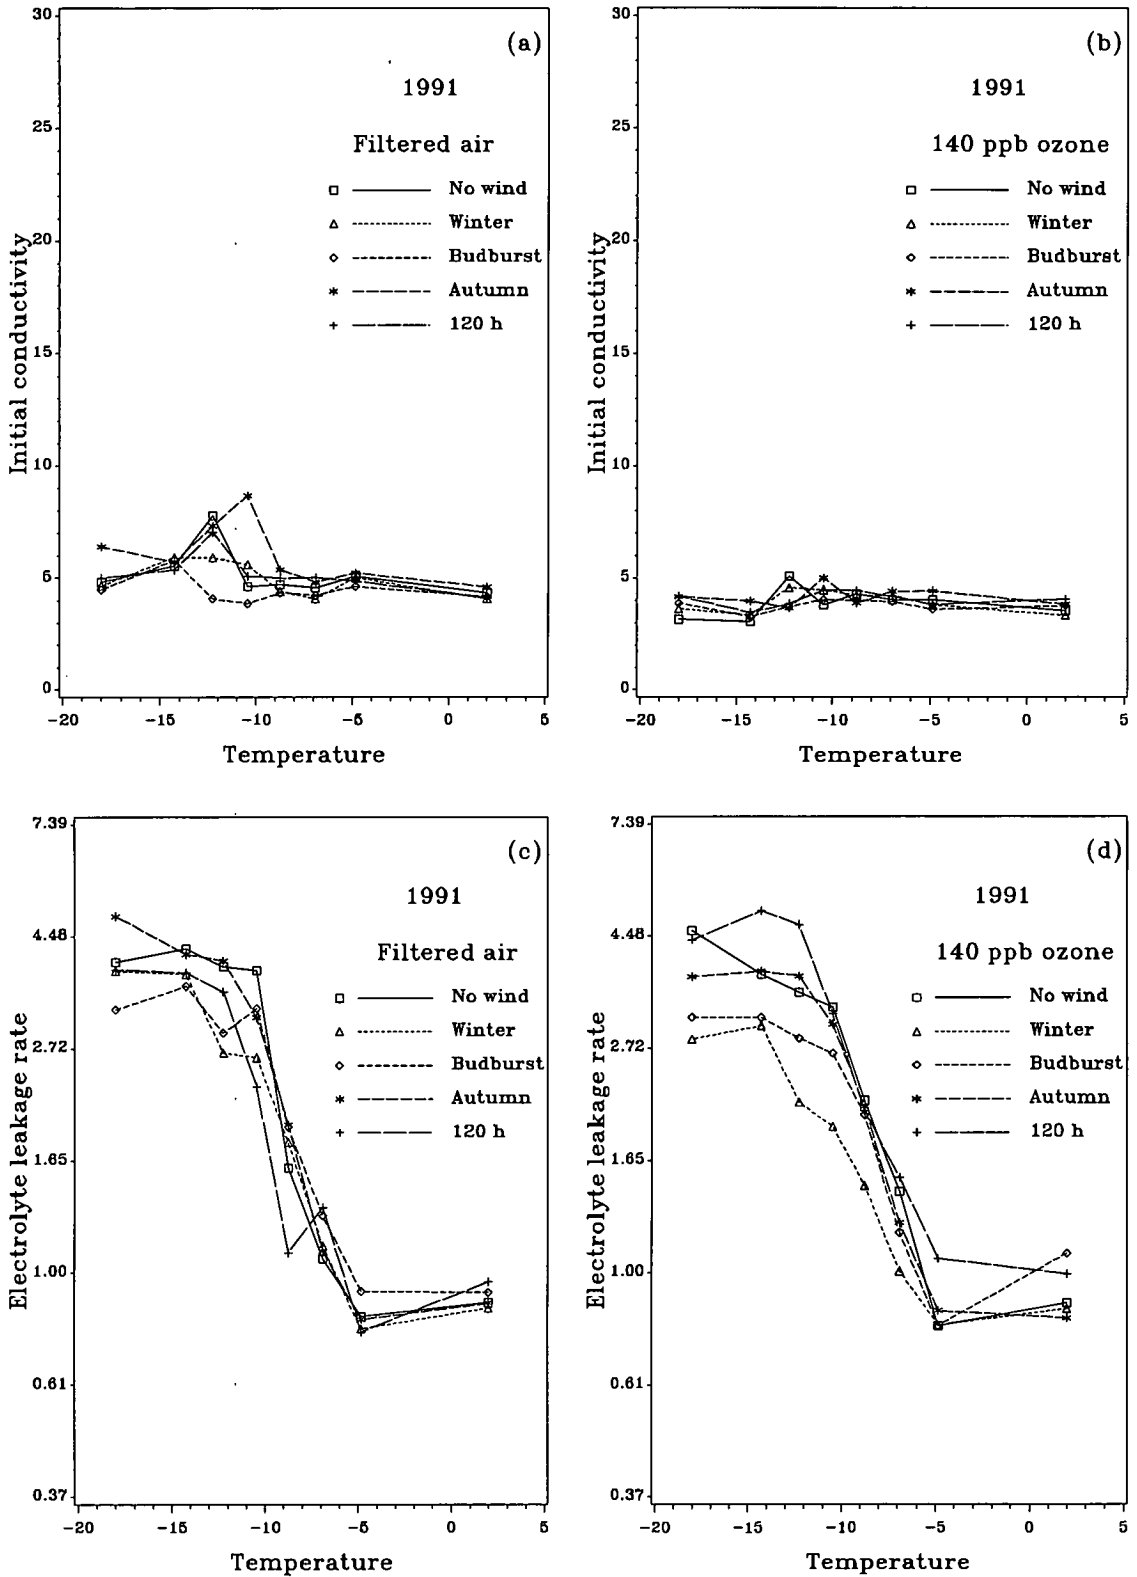 (a)
1991
Filtered air
No wind
Winter
Budburst
Autumn
120 h
30
25
20
15
10
5
0
Initial conductivity
-20 -15 -10 -5 0 5
Temperature
(b)
1991
140 ppb ozone
No wind
Winter
Budburst
Autumn
120 h
30
25
20
15
10
5
0
Initial conductivity
-20 -15 -10 -5 0 5
Temperature
(c)
1991
Filtered air
No wind
Winter
Budburst
Autumn
120 h
7.39
4.48
2.72
1.65
1.00
0.61
0.37
Electrolyte leakage rate
-20 -15 -10 -5 0 5
Temperature
(d)
1991
140 ppb ozone
No wind
Winter
Budburst
Autumn
120 h
7.39
4.48
2.72
1.65
1.00
0.61
0.37
Electrolyte leakage rate
-20 -15 -10 -5 0 5
Temperature